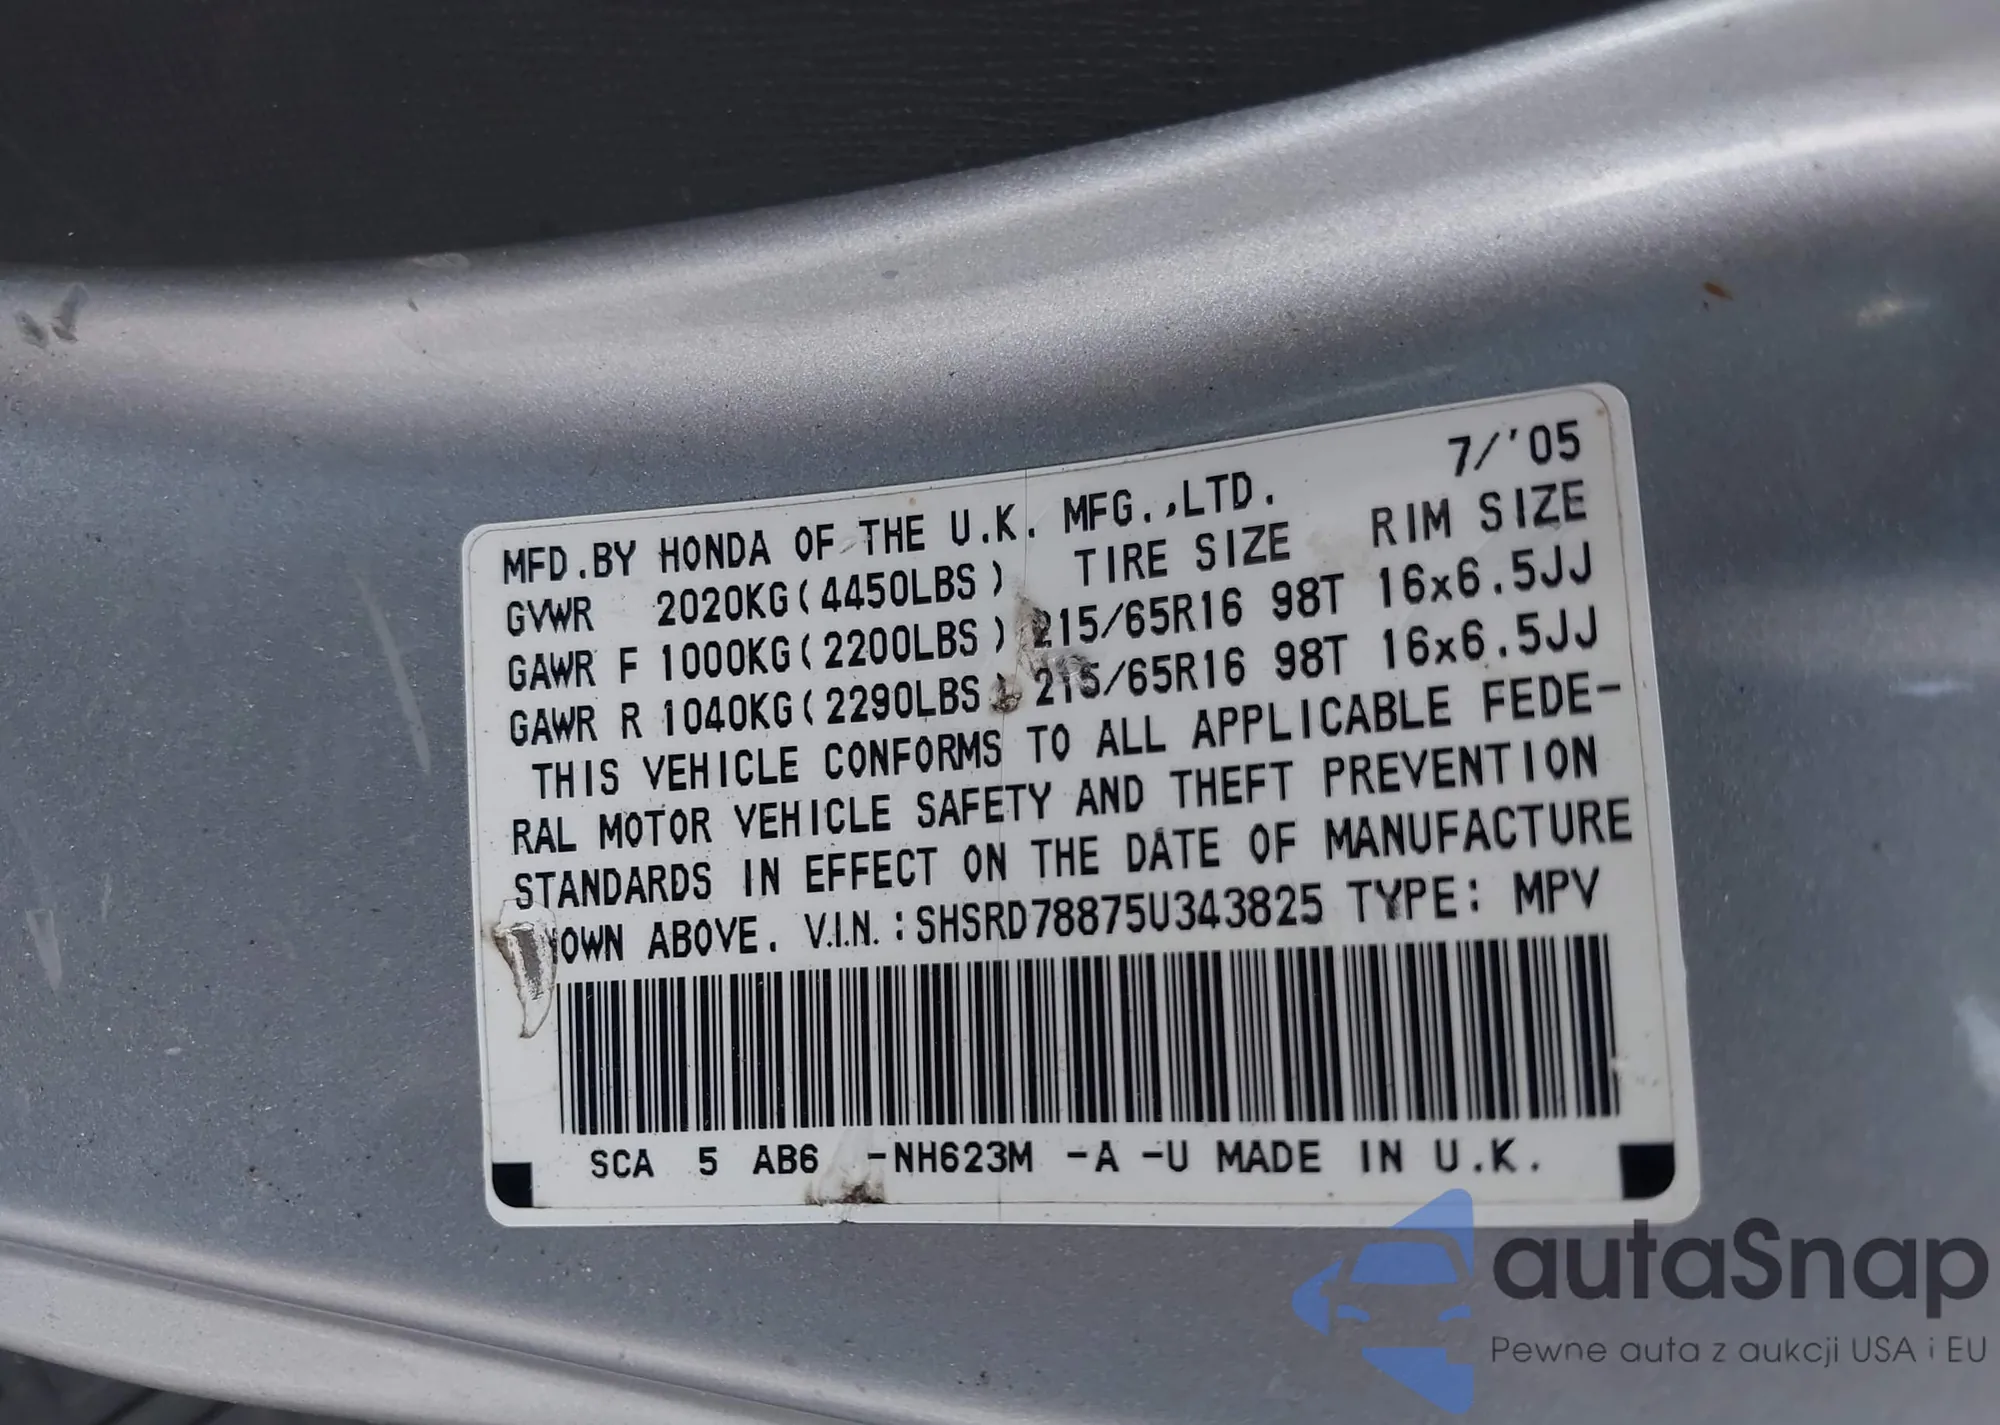 7/'05
MFD.BY HONDA OF THE U.K. MFG.,LTD.
GVWR 2020KG(4450LBS) TIRE SIZE RIM SIZE
GAWR F 1000KG(2200LBS) 215/65R16 98T 16x6.5JJ
GAWR R 1040KG(2290LBS) 215/65R16 98T 16x6.5JJ
THIS VEHICLE CONFORMS TO ALL APPLICABLE FEDE-
RAL MOTOR VEHICLE SAFETY AND THEFT PREVENTION
STANDARDS IN EFFECT ON THE DATE OF MANUFACTURE
OWN ABOVE. V.I.N.:SHSRD78875U343825 TYPE: MPV
SCA 5 AB6 -NH623M -A -U MADE IN U.K.
autaSnap
Pewne auta z aukcji USA i EU